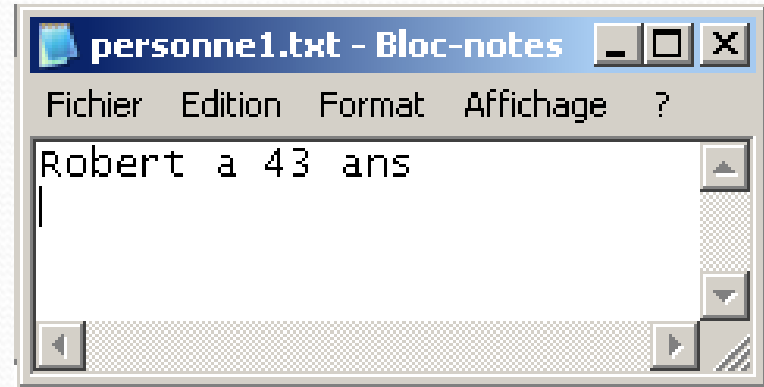 personne1.txt - Bloc-notes
Fichier Edition Format Affichage ?
Robert a 43 ans